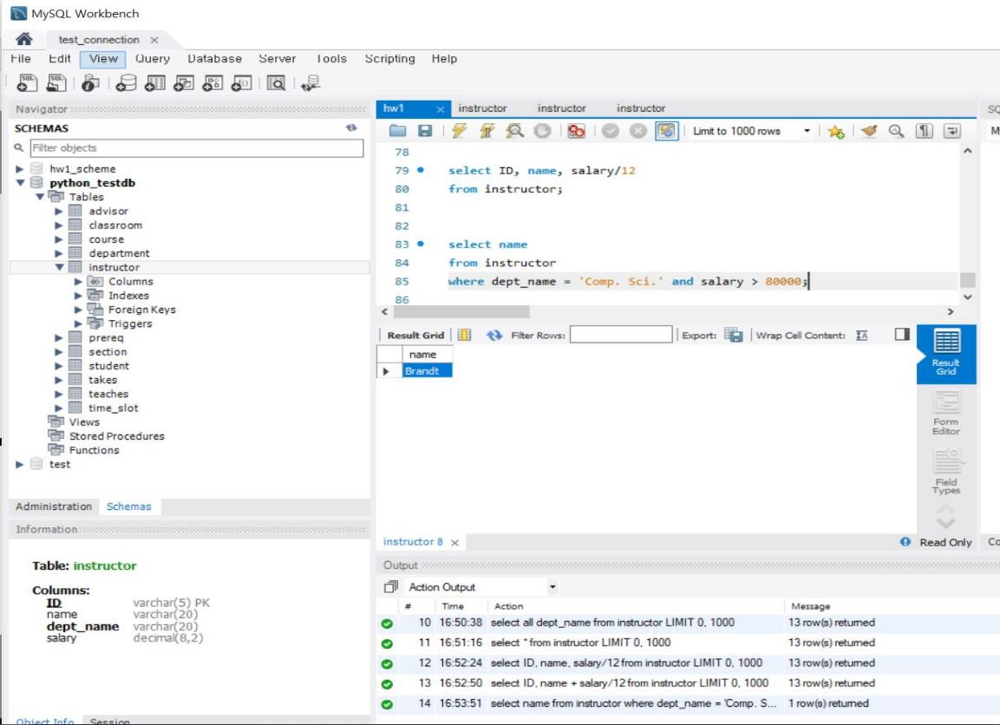 MySQL Workbench
test_connection
File Edit View Query Database Server Tools Scripting Help
Navigator
SCHEMAS
Filter objects
hw1_scheme
python_testdb
Tables
advisor
classroom
course
department
instructor
Columns
Indexes
Foreign Keys
Triggers
prereq
section
student
takes
teaches
time_slot
Views
Stored Procedures
Functions
test
Administration Schemas
Information
Table: instructor
Columns:
ID varchar(5) PK
name varchar(20)
dept_name varchar(20)
salary decimal(8,2)
Object Info Session
hw1 instructor instructor instructor
Limit to 1000 rows
78
79 select ID, name, salary/12
80 from instructor;
81
82
83 select name
84 from instructor
85 where dept_name = 'Comp. Sci.' and salary > 80000;
86
Result Grid Filter Rows: Export: Wrap Cell Content:
name
Brandt
Result
Grid
Form
Editor
Field
Types
instructor 8 Read Only
Output
Action Output
# Time Action Message
10 16:50:38 select all dept_name from instructor LIMIT 0, 1000 13 row(s) returned
11 16:51:16 select * from instructor LIMIT 0, 1000 13 row(s) returned
12 16:52:24 select ID, name, salary/12 from instructor LIMIT 0, 1000 13 row(s) returned
13 16:52:50 select ID, name + salary/12 from instructor LIMIT 0, 1000 13 row(s) returned
14 16:53:51 select name from instructor where dept_name = 'Comp. S... 1 row(s) returned